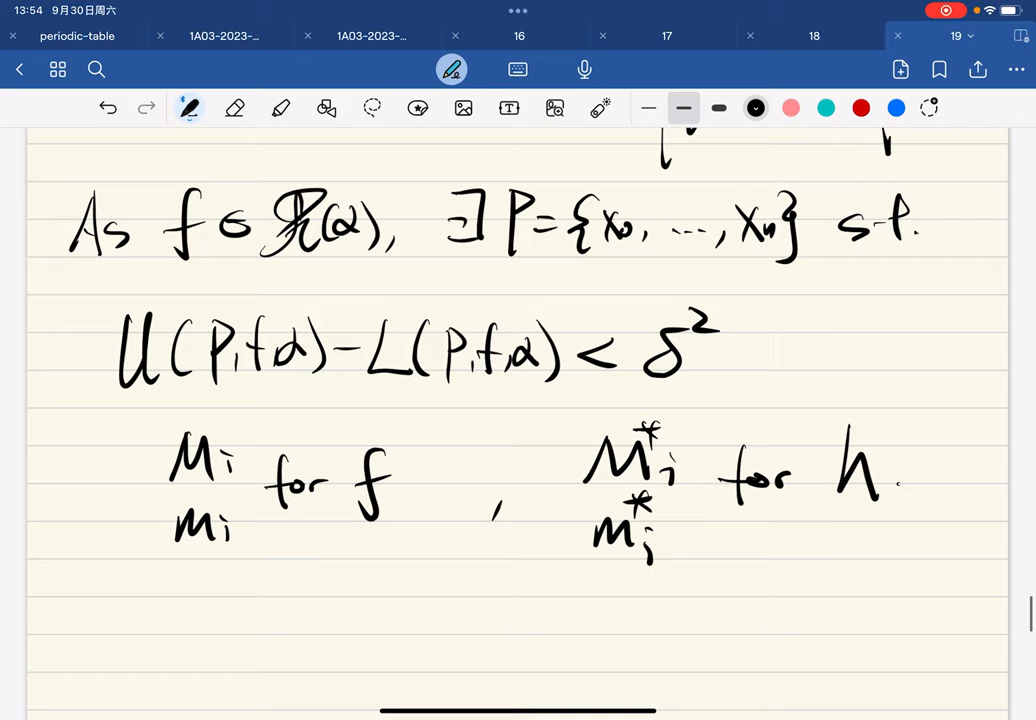 13:54 9月30日周六
periodic-table 1A03-2023-... 1A03-2023-... 16 17 18 19
As f ∈ ℛ(α), ∃ P = {x₀, ..., xₙ} s.t.
U(P,f,α) - L(P,f,α) < δ²
Mᵢ
mᵢ for f , M*ᵢ
m*ᵢ for h.